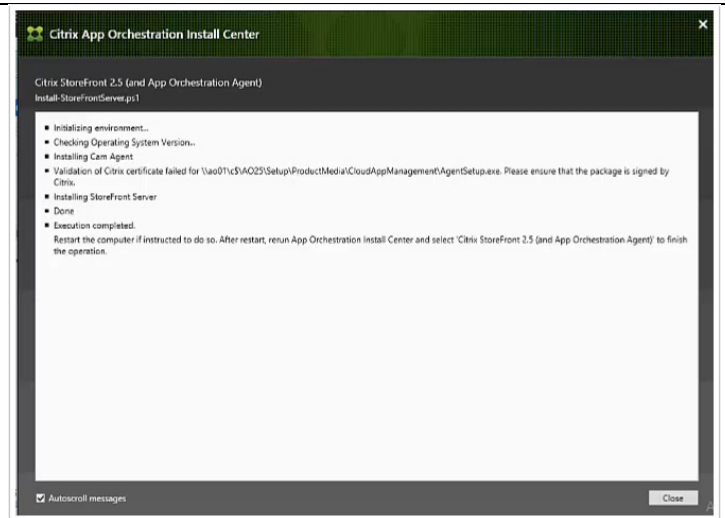 Citrix App Orchestration Install Center
Citrix StoreFront 2.5 (and App Orchestration Agent)
Install-StoreFrontServer.ps1
Initializing environment...
Checking Operating System Version...
Installing Cam Agent
Validation of Citrix certificate failed for \\ao01\c$\AO25\Setup\ProductMedia\CloudAppManagement\AgentSetup.exe. Please ensure that the package is signed by
Citrix.
Installing StoreFront Server
Done
Execution completed.
Restart the computer if instructed to do so. After restart, rerun App Orchestration Install Center and select 'Citrix StoreFront 2.5 (and App Orchestration Agent)' to finish
the operation.
Autoscroll messages
Close